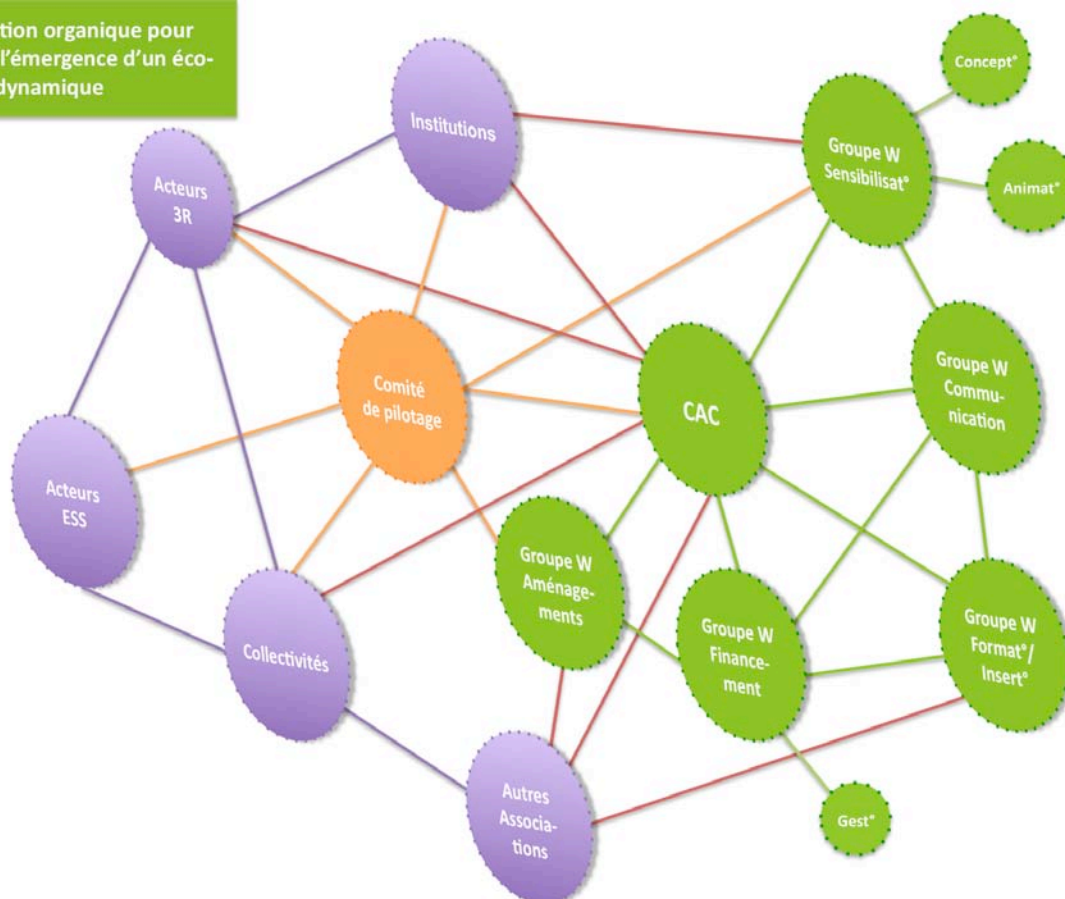 tion organique pour
l'émergence d'un éco-
dynamique
Concept°
Institutions
Groupe W
Sensibilisat°
Acteurs
3R
Animat°
Comité
de pilotage
CAC
Groupe W
Commu-
nication
Acteurs
ESS
Groupe W
Aménage-
ments
Groupe W
Finance-
ment
Groupe W
Format°/
Insert°
Collectivités
Autres
Associa-
tions
Gest°